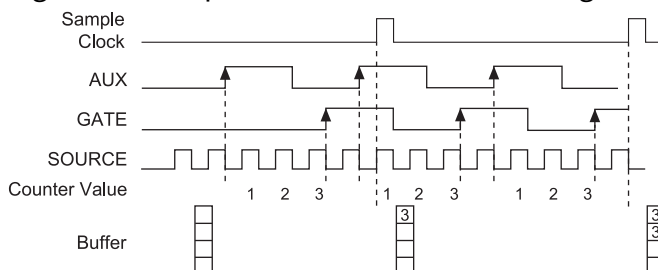 Sample
Clock
AUX
GATE
SOURCE
Counter Value 1 2 3 1 2 3 1 2 3
Buffer
3
3
3